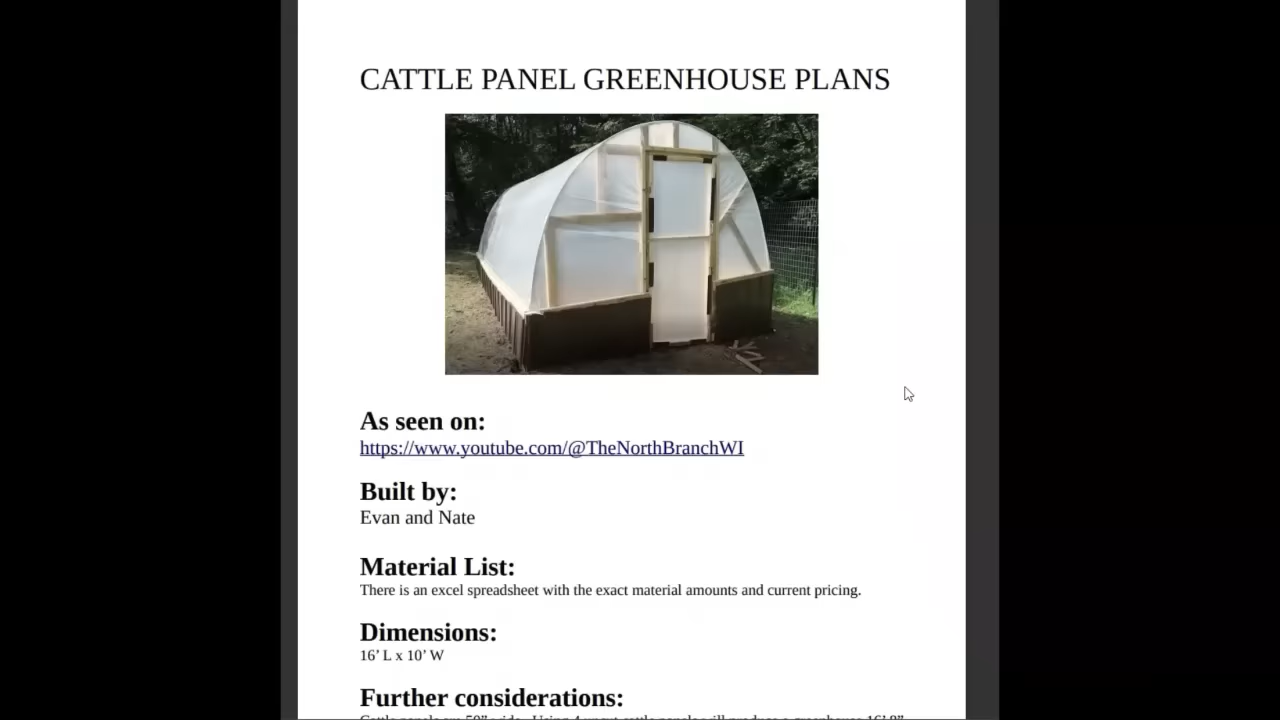 CATTLE PANEL GREENHOUSE PLANS
As seen on:
https://www.youtube.com/@TheNorthBranchWI
Built by:
Evan and Nate
Material List:
There is an excel spreadsheet with the exact material amounts and current pricing.
Dimensions:
16’ L x 10’ W
Further considerations: